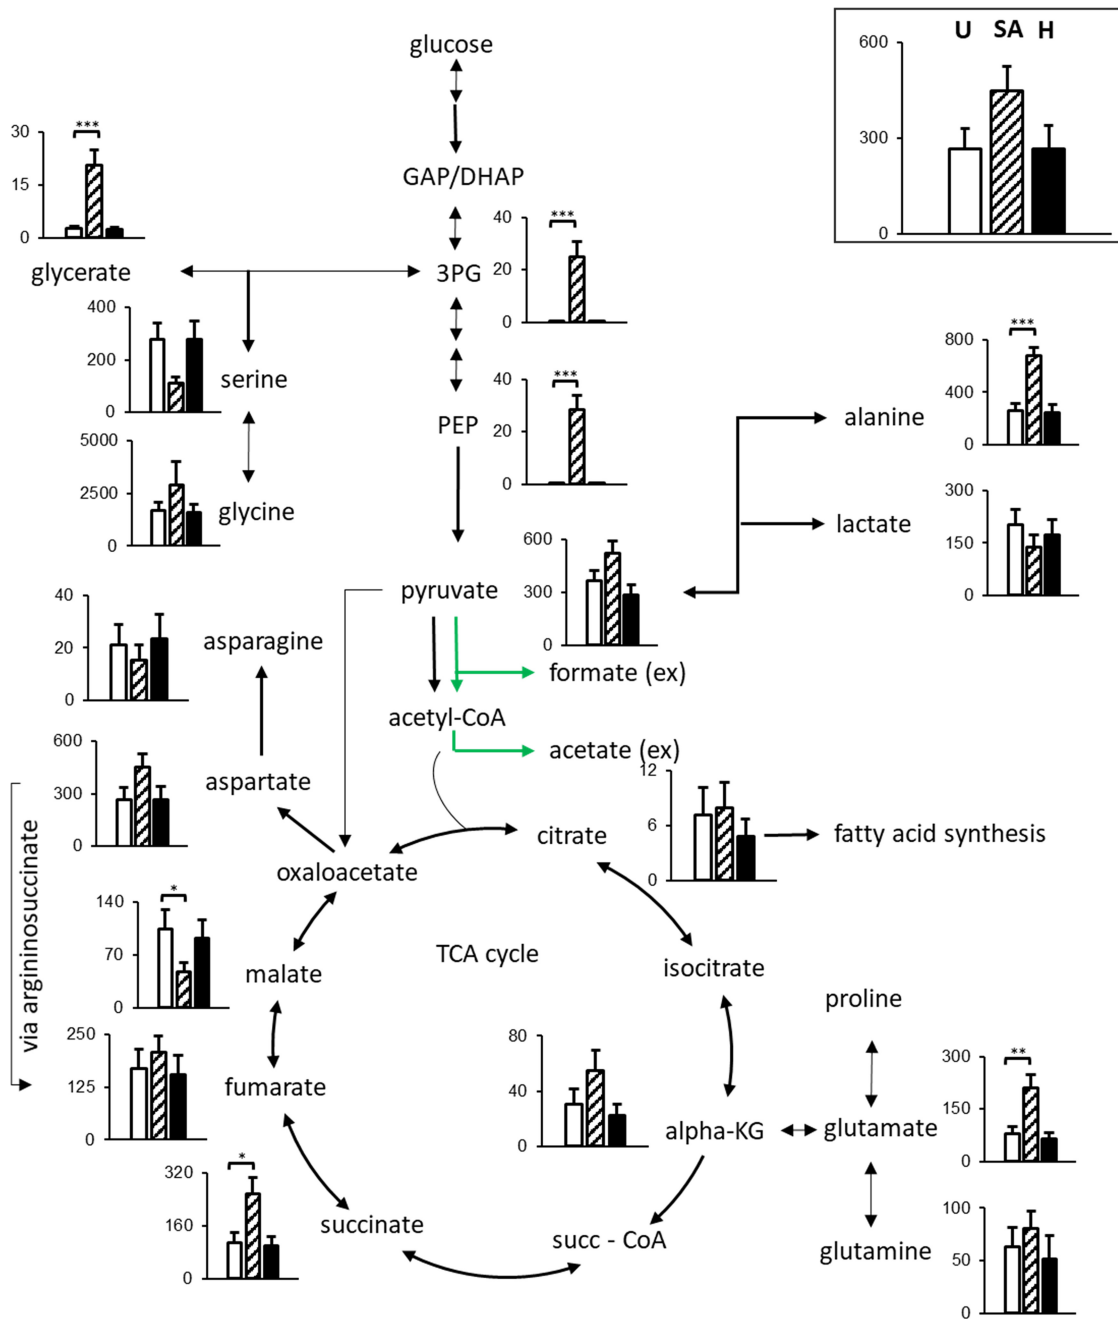 glucose
U SA H
600
300
0
30
15
0
***
glycerate
GAP/DHAP
3PG
40
20
0
***
400
200
0
serine
5000
2500
0
glycine
PEP
40
20
0
***
alanine
800
400
0
***
lactate
300
150
0
pyruvate
600
300
0
formate (ex)
acetyl-CoA
acetate (ex)
40
20
0
asparagine
600
300
0
aspartate
oxaloacetate
citrate
12
6
0
fatty acid synthesis
via argininosuccinate
140
70
0
*
malate
TCA cycle
isocitrate
proline
250
125
0
fumarate
80
40
0
alpha-KG
glutamate
300
150
0
**
320
160
0
*
succinate
succ - CoA
glutamine
100
50
0